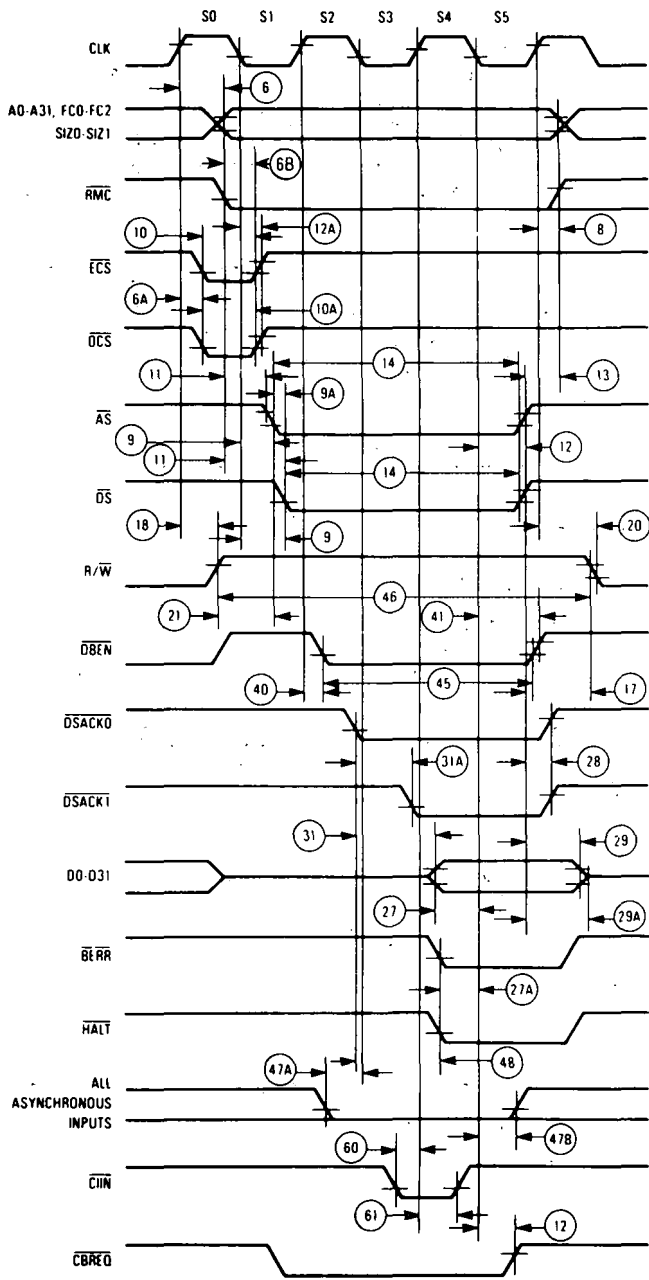 S0 S1 S2 S3 S4 S5
CLK
6
A0-A31, FC0-FC2
SIZ0-SIZ1
6B
RMC
8
10 12A
ECS
6A 10A
OCS
14
11 9A 13
AS
9 12
11 14
DS
18 9 20
R/W
46
21 41
DBEN
40 45 17
DSACK0
31A 28
DSACK1
31 29
D0-D31
27 29A
BERR
27A
HALT
48
47A
ALL
ASYNCHRONOUS
INPUTS
47B
60
CIIN
61
12
CBREQ